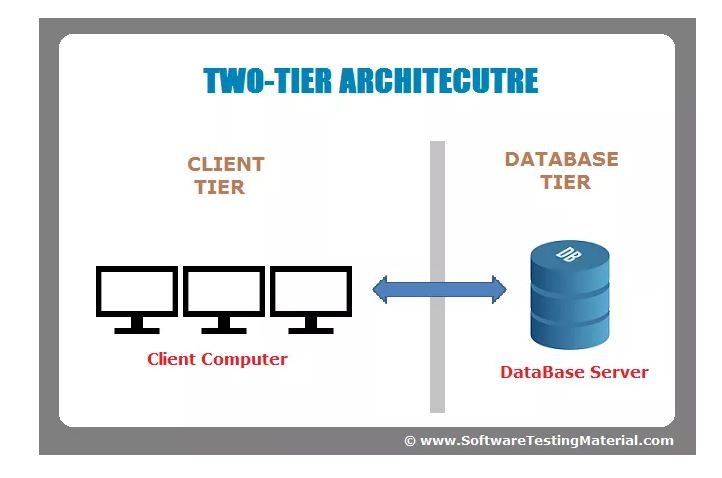 TWO-TIER ARCHITECUTRE
CLIENT
TIER
DATABASE
TIER
DB
Client Computer
DataBase Server
© www.SoftwareTestingMaterial.com